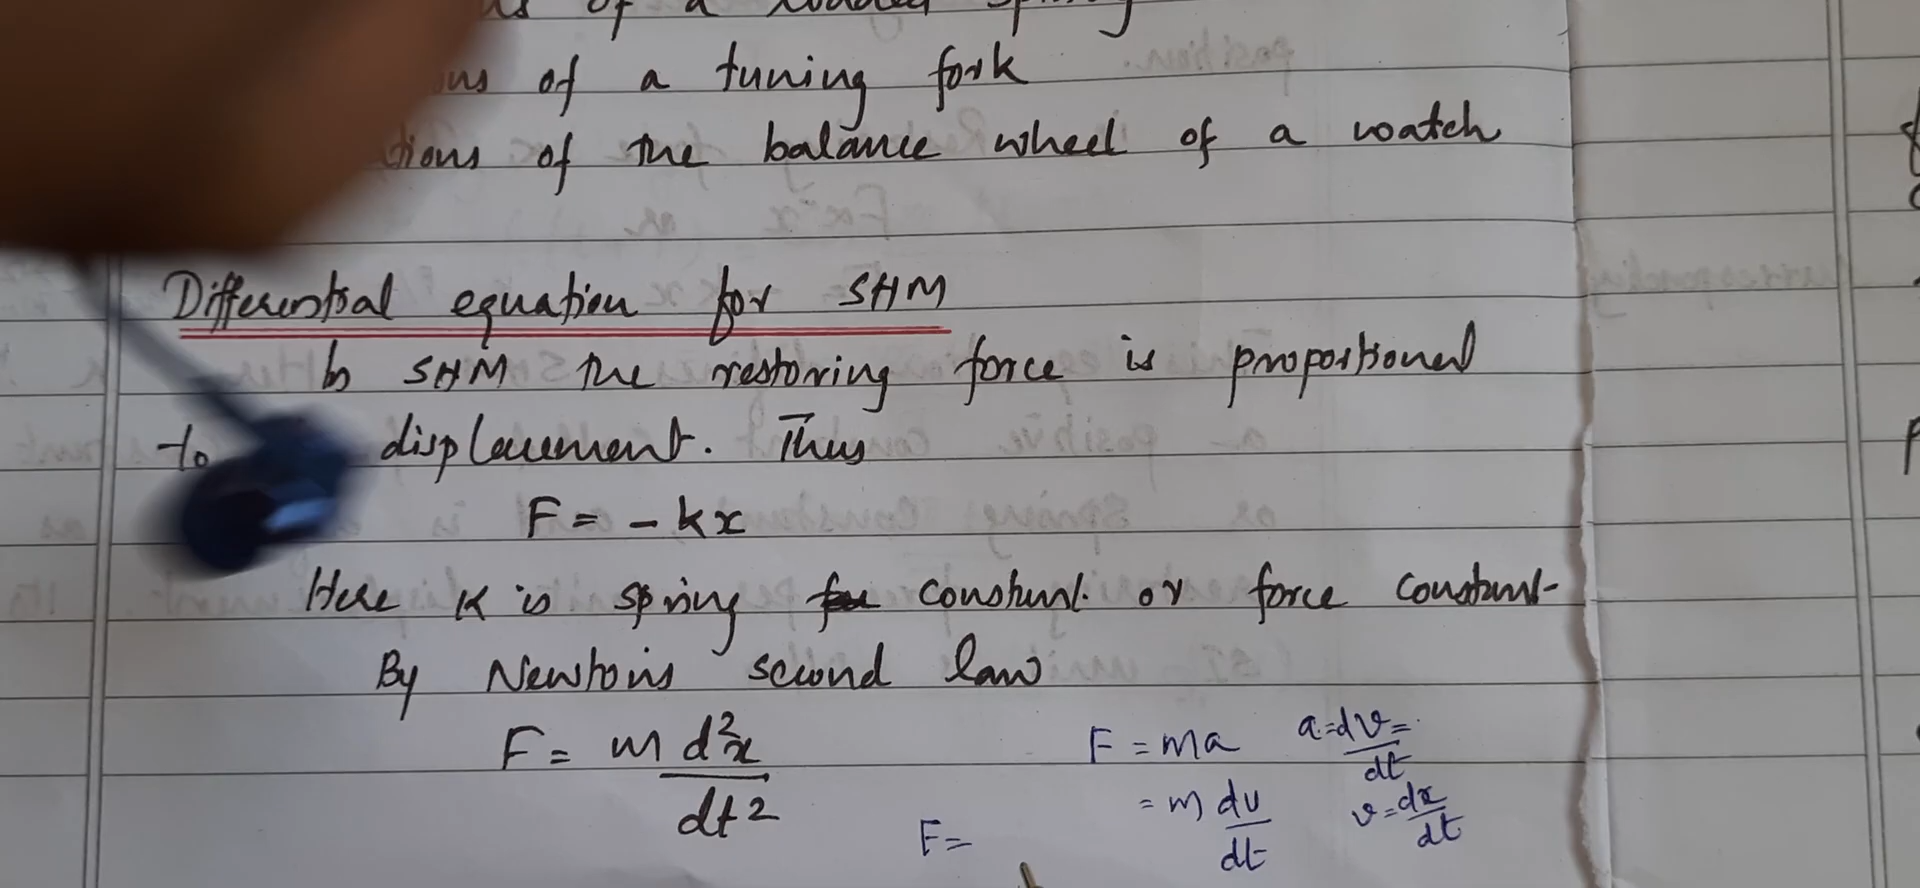 of a
of a tuning fork
of the balance wheel of a watch
Differential equation for SHM
In SHM the restoring force is proportional
to displacement. Thus
F = - kx
Here K is spring constant or force constant
By Newton's second law
F = m d²x / dt²
F = ma a = dv/dt =
= m dv/dt v = dx/dt
F =